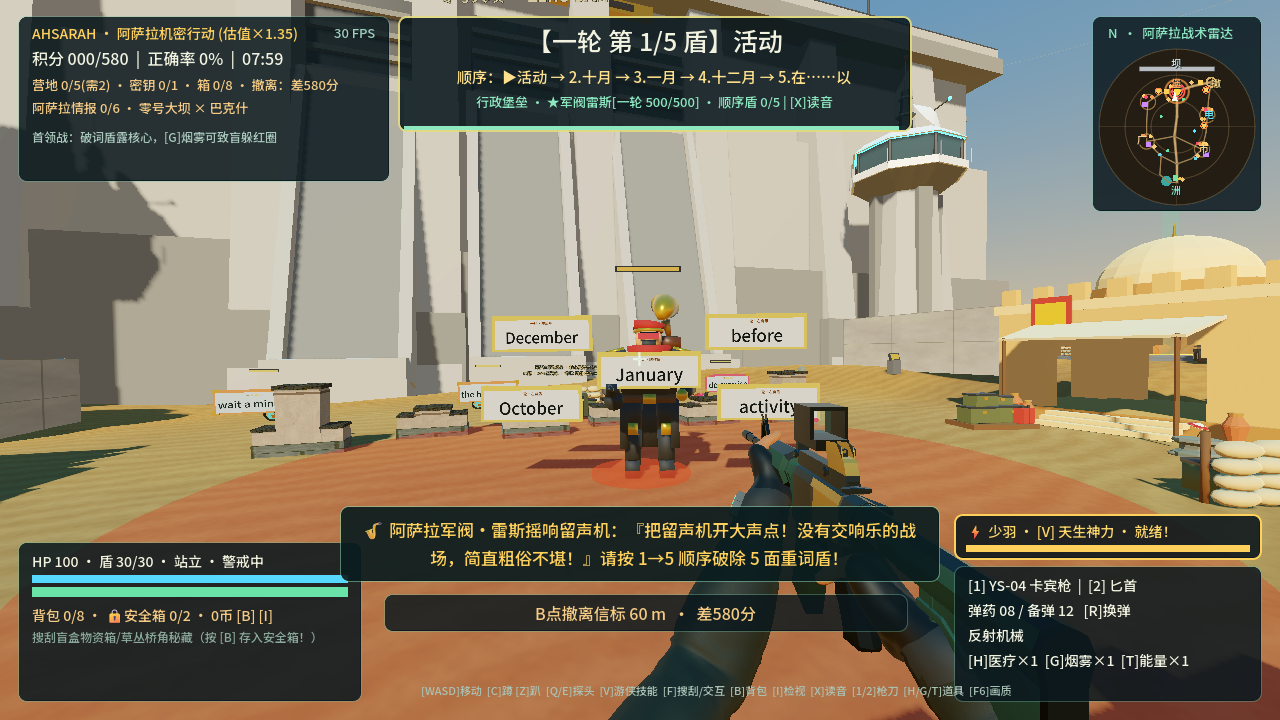 AHSARAH · 阿萨拉机密行动 (估值×1.35) 30 FPS
积分 000/580 | 正确率 0% | 07:59
营地 0/5(需2) · 密钥 0/1 · 箱 0/8 · 撤离: 差580分
阿萨拉情报 0/6 · 零号大坝 × 巴克什
首领战: 破词盾露核心, [G]烟雾可致盲躲红圈
【一轮 第 1/5 盾】活动
顺序: ▶活动 → 2.十月 → 3.一月 → 4.十二月 → 5.在……以
行政堡垒 · ★军阀雷斯[一轮 500/500] · 顺序盾 0/5 | [X]读音
N · 阿萨拉战术雷达
坝
市
洲
December
before
January
October
activity
wait a min
the h
阿萨拉军阀·雷斯摇响留声机: 『把留声机开大声点! 没有交响乐的战
场, 简直粗俗不堪! 』请按 1→5 顺序破除 5 面重词盾!
B点撤离信标 60 m · 差580分
HP 100 · 盾 30/30 · 站立 · 警戒中
背包 0/8 · 🔒安全箱 0/2 · 0币 [B] [I]
搜刮盲盒物资箱/草丛桥角秘藏 (按 [B] 存入安全箱! )
少羽 · [V] 天生神力 · 就绪!
[1] YS-04 卡宾枪 | [2] 匕首
弹药 08 / 备弹 12 [R]换弹
反射机械
[H]医疗×1 [G]烟雾×1 [T]能量×1
[WASD]移动 [C]蹲 [Z]趴 [Q/E]探头 [V]游侠技能 [F]搜刮/交互 [B]背包 [I]检视 [X]读音 [1/2]枪刀 [H/G/T]道具 [F6]画质